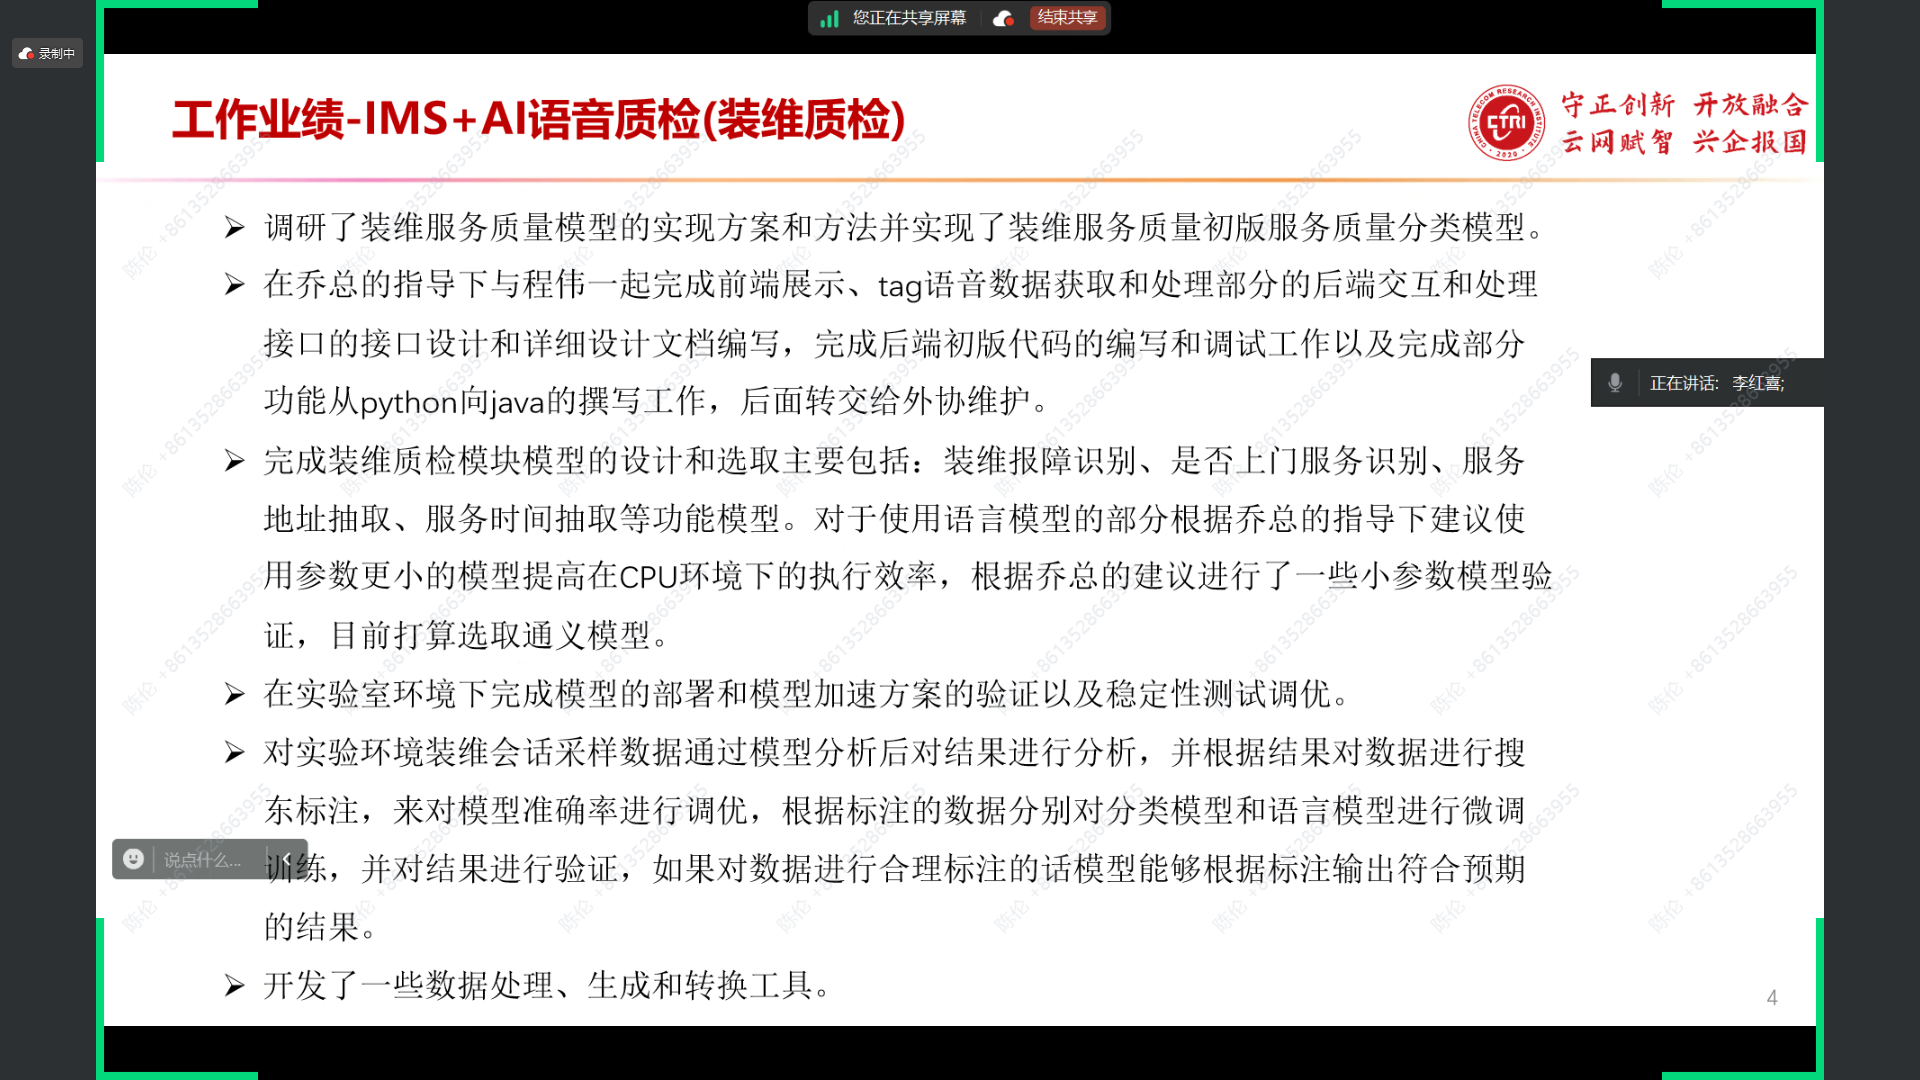 您正在共享屏幕 结束共享
录制中
工作业绩-IMS+AI语音质检(装维质检)
CHINA TELECOM RESEARCH INSTITUTE
CTRI
2020
守正创新 开放融合
云网赋智 兴企报国
➢ 调研了装维服务质量模型的实现方案和方法并实现了装维服务质量初版服务质量分类模型。
➢ 在乔总的指导下与程伟一起完成前端展示、tag语音数据获取和处理部分的后端交互和处理
接口的接口设计和详细设计文档编写，完成后端初版代码的编写和调试工作以及完成部分
功能从python向java的撰写工作，后面转交给外协维护。
正在讲话: 李红喜;
➢ 完成装维质检模块模型的设计和选取主要包括：装维报障识别、是否上门服务识别、服务
地址抽取、服务时间抽取等功能模型。对于使用语言模型的部分根据乔总的指导下建议使
用参数更小的模型提高在CPU环境下的执行效率，根据乔总的建议进行了一些小参数模型验
证，目前打算选取通义模型。
➢ 在实验室环境下完成模型的部署和模型加速方案的验证以及稳定性测试调优。
➢ 对实验环境装维会话采样数据通过模型分析后对结果进行分析，并根据结果对数据进行搜
东标注，来对模型准确率进行调优，根据标注的数据分别对分类模型和语言模型进行微调
说点什么...
训练，并对结果进行验证，如果对数据进行合理标注的话模型能够根据标注输出符合预期
的结果。
➢ 开发了一些数据处理、生成和转换工具。
4
陈伦 +8613528663955